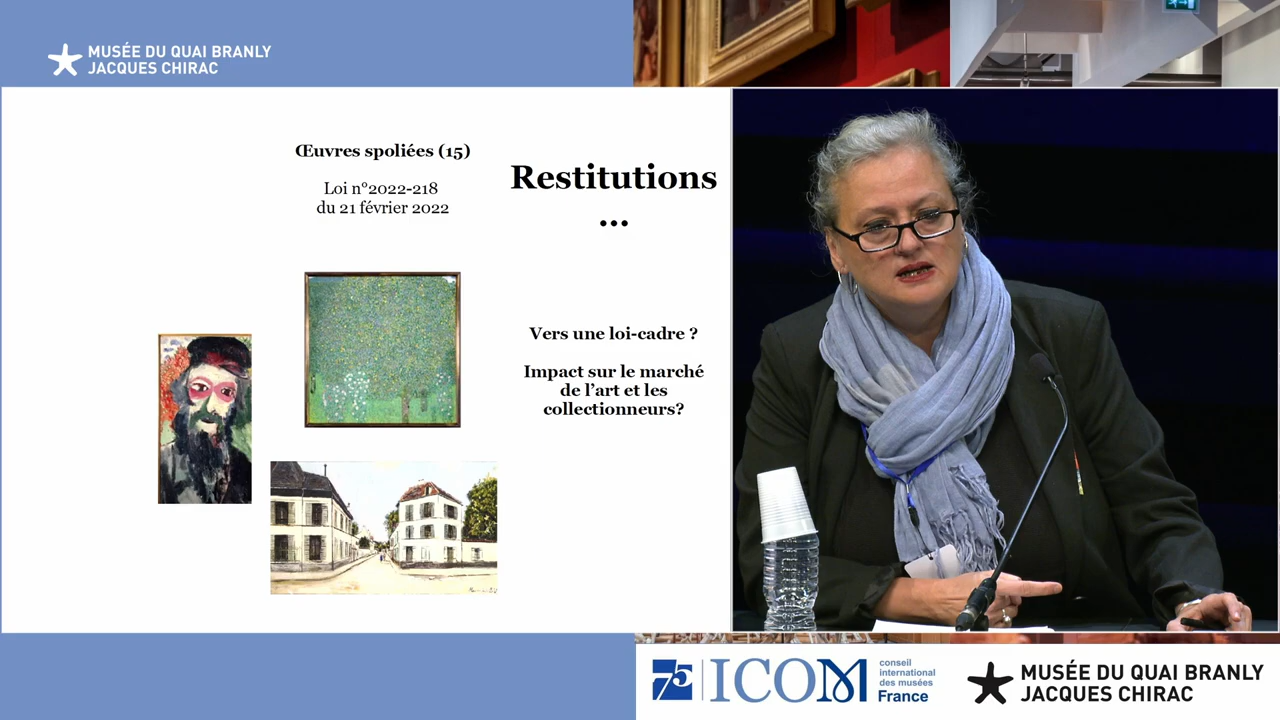 MUSÉE DU QUAI BRANLY
JACQUES CHIRAC
Œuvres spoliées (15)
Loi n°2022-218
du 21 février 2022
Restitutions
...
Vers une loi-cadre ?
Impact sur le marché
de l'art et les
collectionneurs?
75
ICOM
conseil
international
des musées
France
MUSÉE DU QUAI BRANLY
JACQUES CHIRAC